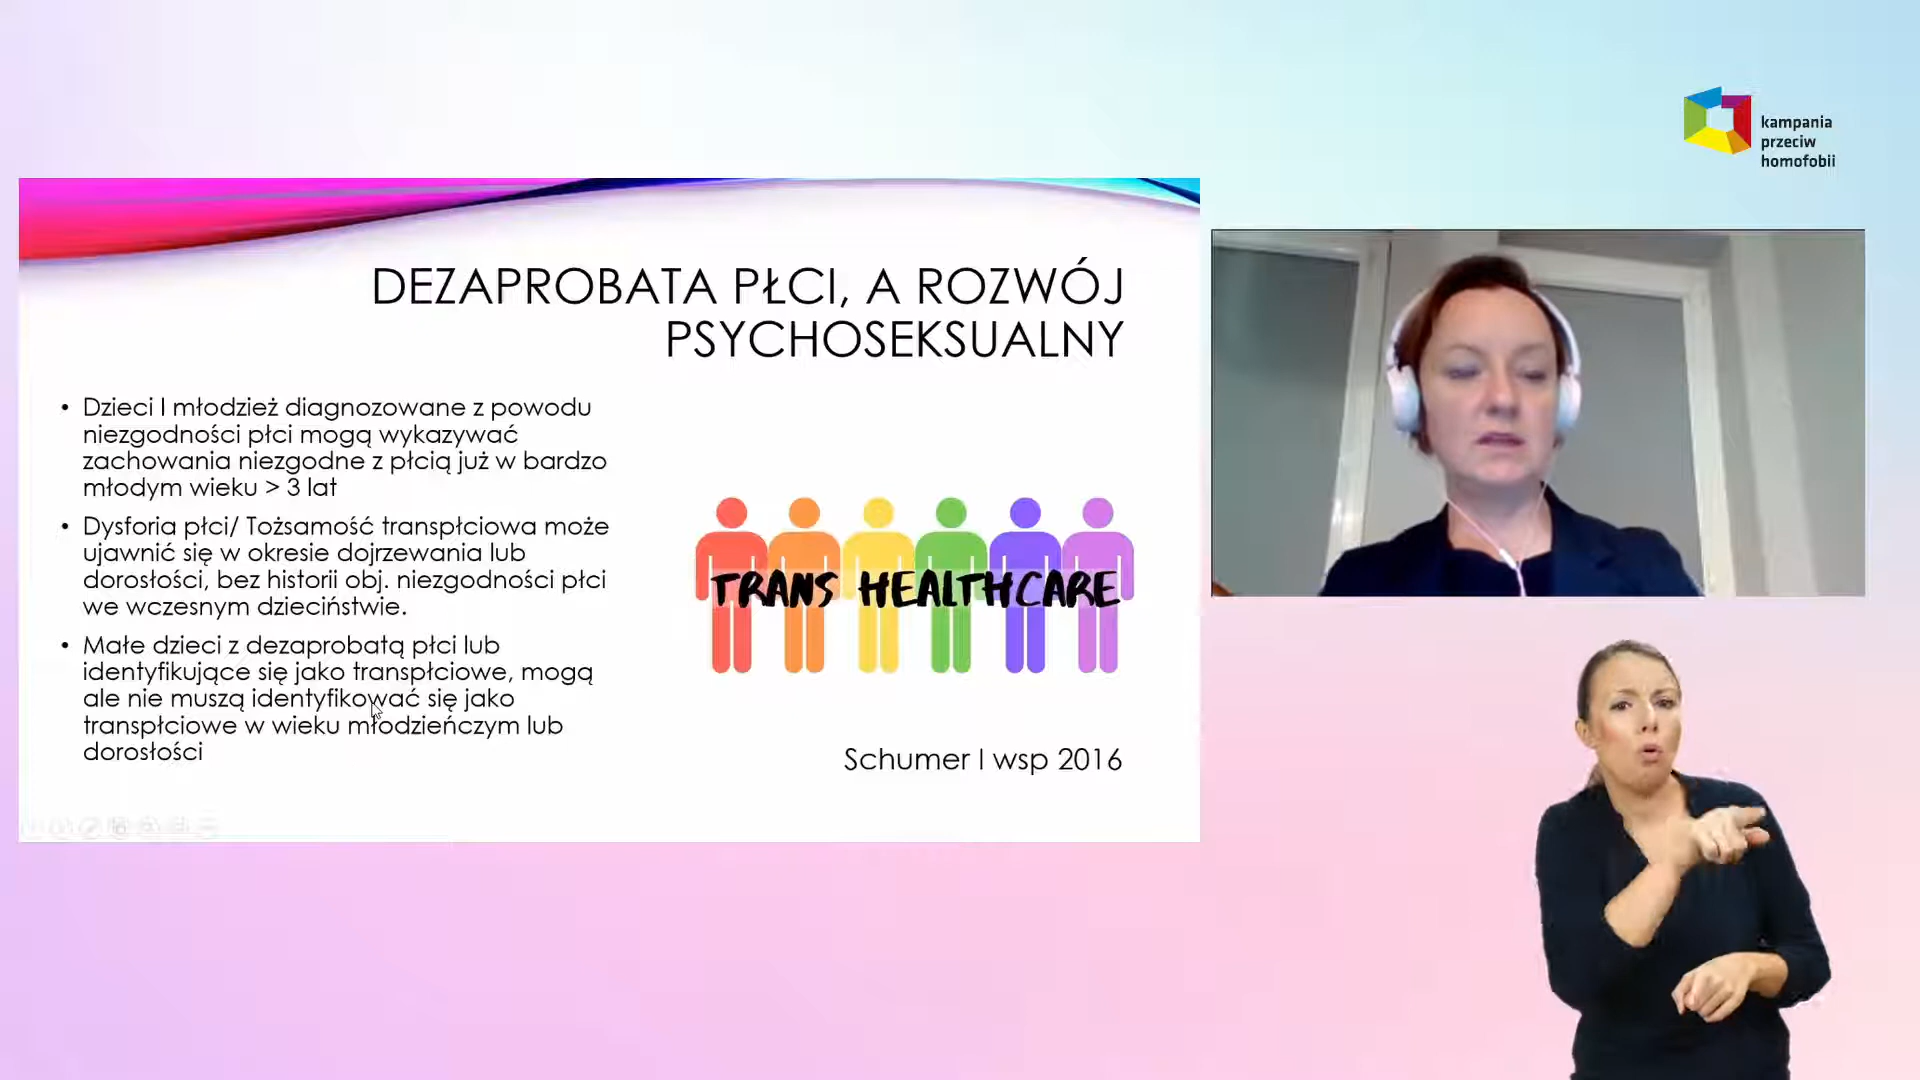 kampania
przeciw
homofobii
DEZAPROBATA PŁCI, A ROZWÓJ
PSYCHOSEKSUALNY
• Dzieci I młodzież diagnozowane z powodu
niezgodności płci mogą wykazywać
zachowania niezgodne z płcią już w bardzo
młodym wieku > 3 lat
• Dysforia płci/ Tożsamość transpłciowa może
ujawnić się w okresie dojrzewania lub
dorosłości, bez historii obj. niezgodności płci
we wczesnym dzieciństwie.
• Małe dzieci z dezaprobatą płci lub
identyfikujące się jako transpłciowe, mogą
ale nie muszą identyfikować się jako
transpłciowe w wieku młodzieńczym lub
dorosłości
TRANS HEALTHCARE
Schumer I wsp 2016